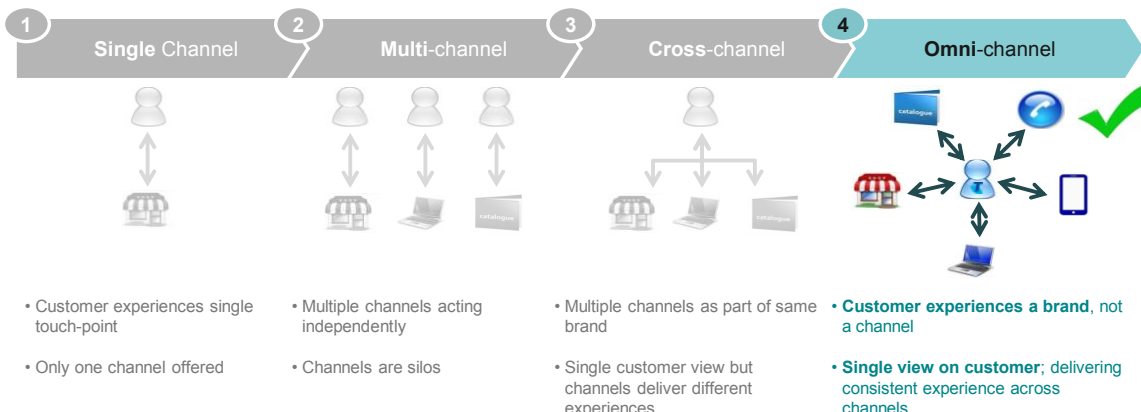 1
Single Channel
2
Multi-channel
3
Cross-channel
4
Omni-channel
catalogue
catalogue
catalogue
• Customer experiences single
touch-point
• Only one channel offered
• Multiple channels acting
independently
• Channels are silos
• Multiple channels as part of same
brand
• Single customer view but
channels deliver different
experiences
• Customer experiences a brand, not
a channel
• Single view on customer; delivering
consistent experience across
channels